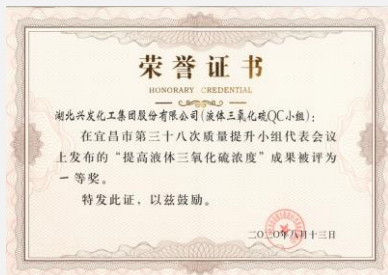 荣誉证书
HONORARY CREDENTIAL
湖北兴发化工集团股份有限公司(液体三氧化硫QC小组):
在宜昌市第三十八次质量提升小组代表会议
上发布的“提高液体三氧化硫浓度”成果被评为
一等奖。
特发此证,以兹鼓励。
二〇二〇年八月十三日